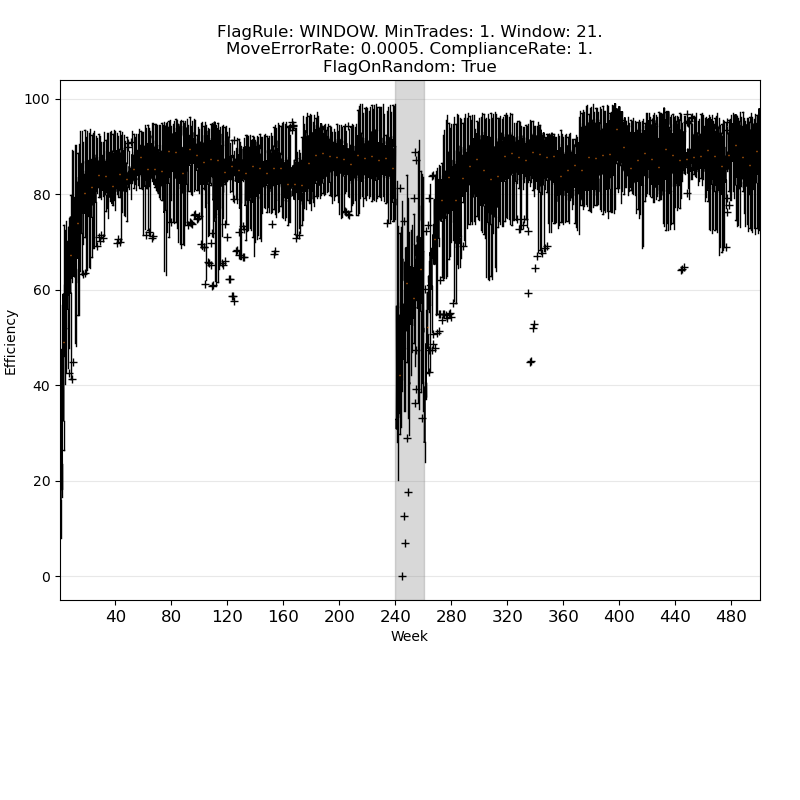 FlagRule: WINDOW. MinTrades: 1. Window: 21.
MoveErrorRate: 0.0005. ComplianceRate: 1.
FlagOnRandom: True
100
80
60
40
20
0
Efficiency
40 80 120 160 200 240 280 320 360 400 440 480
Week